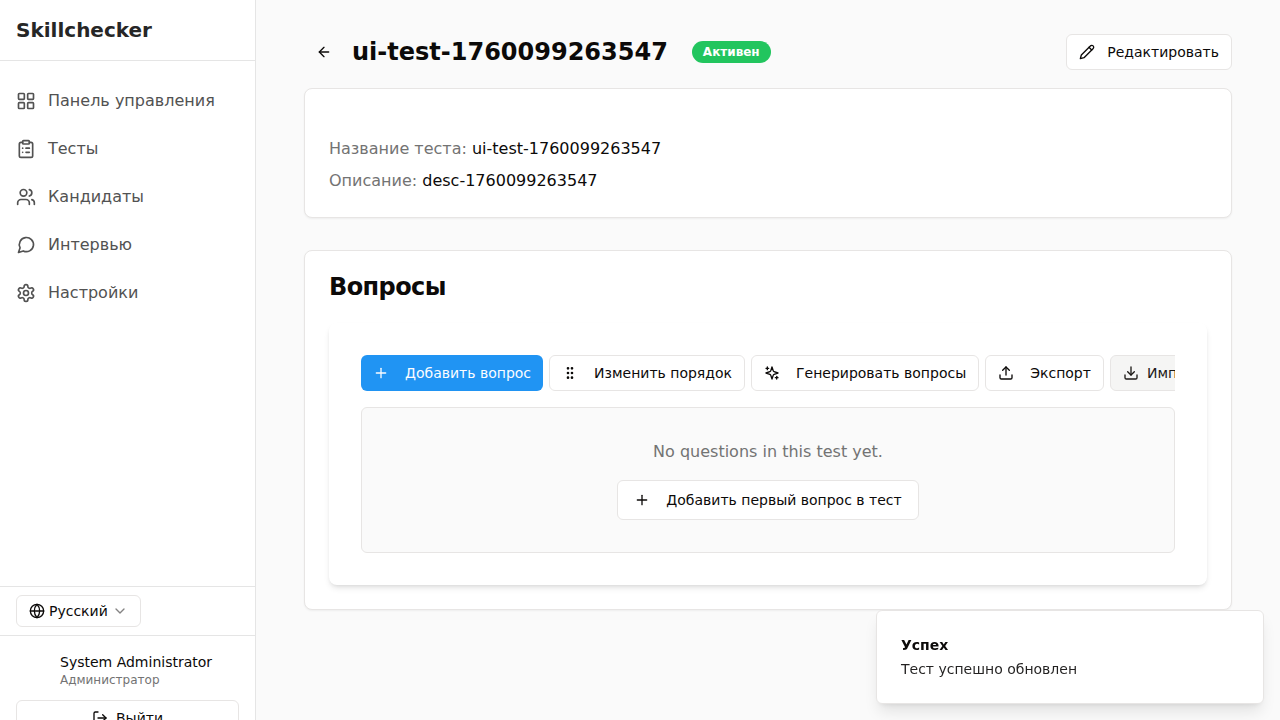 Skillchecker
Панель управления
Тесты
Кандидаты
Интервью
Настройки
Русский
System Administrator
Администратор
Выйти
ui-test-1760099263547
Активен
Редактировать
Название теста: ui-test-1760099263547
Описание: desc-1760099263547
Вопросы
Добавить вопрос
Изменить порядок
Генерировать вопросы
Экспорт
Имп
No questions in this test yet.
Добавить первый вопрос в тест
Успех
Тест успешно обновлен